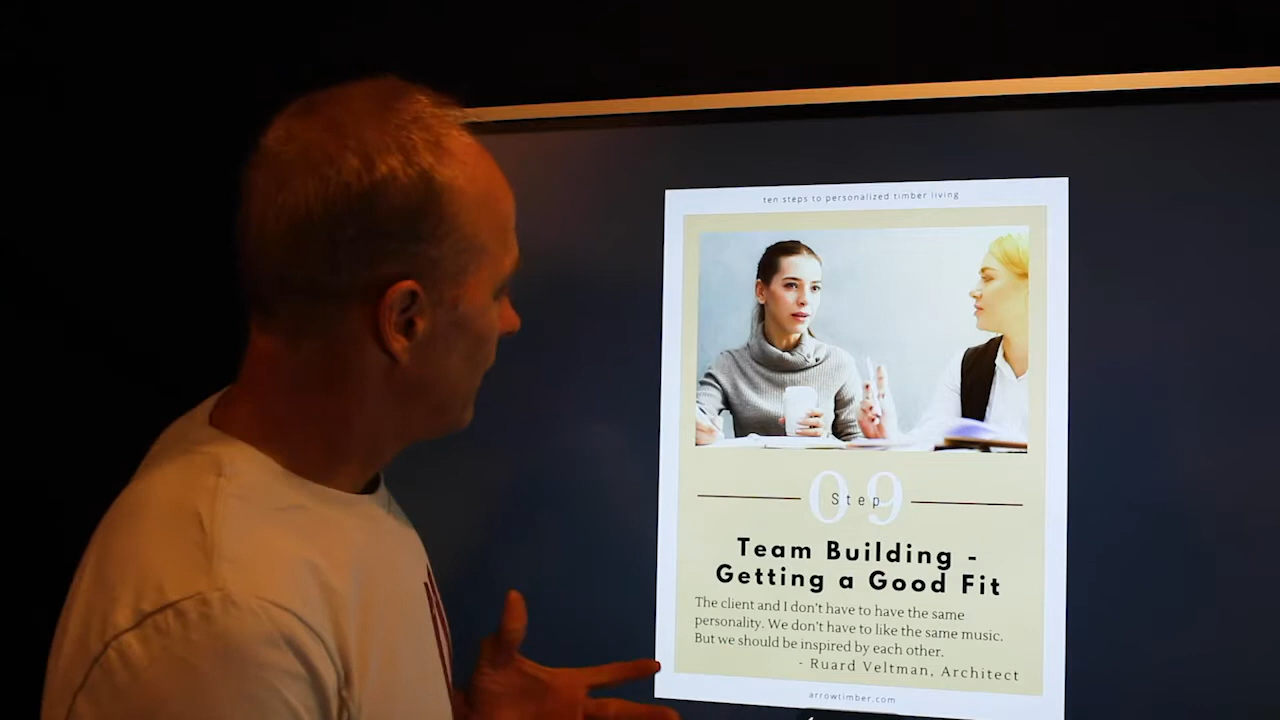 ten steps to personalized timber living
09
Step
Team Building -
Getting a Good Fit
The client and I don't have to have the same
personality. We don't have to like the same music.
But we should be inspired by each other.
- Ruard Veltman, Architect
arrowtimber.com